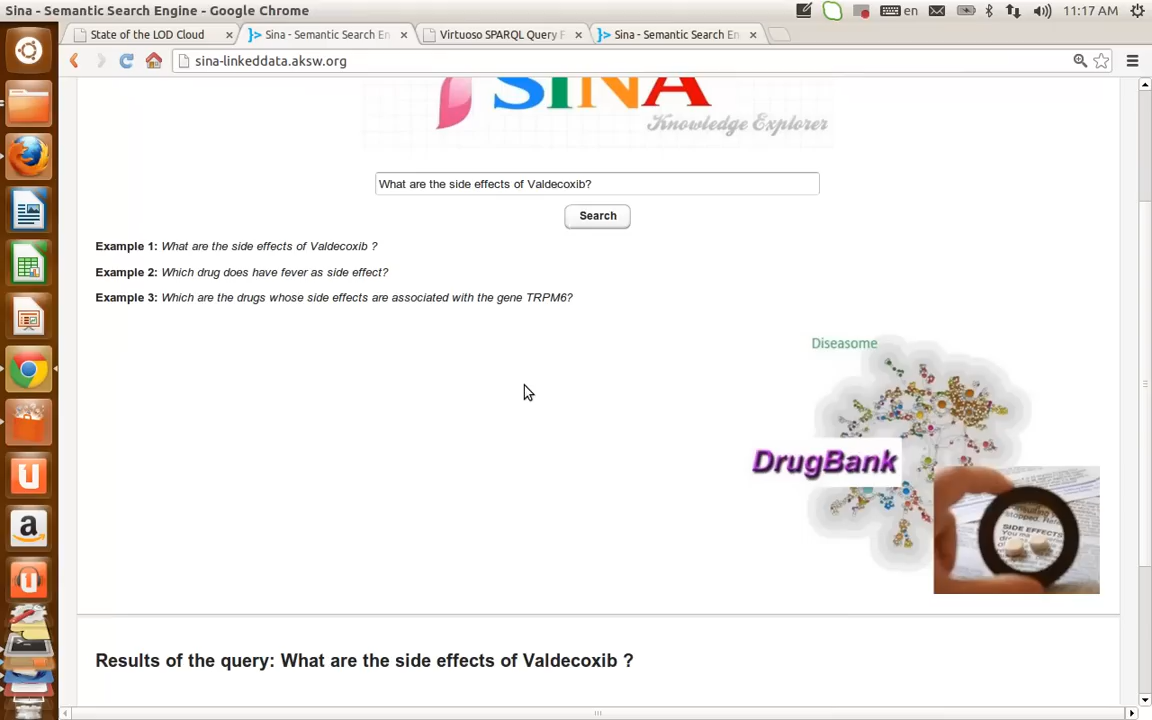 Sina - Semantic Search Engine - Google Chrome
en
11:17 AM
State of the LOD Cloud
Sina - Semantic Search En
Virtuoso SPARQL Query F
Sina - Semantic Search En
sina-linkeddata.aksw.org
SINA
Knowledge Explorer
What are the side effects of Valdecoxib?
Search
Example 1: What are the side effects of Valdecoxib ?
Example 2: Which drug does have fever as side effect?
Example 3: Which are the drugs whose side effects are associated with the gene TRPM6?
Diseasome
DrugBank
SIDE EFFECTS
Results of the query: What are the side effects of Valdecoxib ?